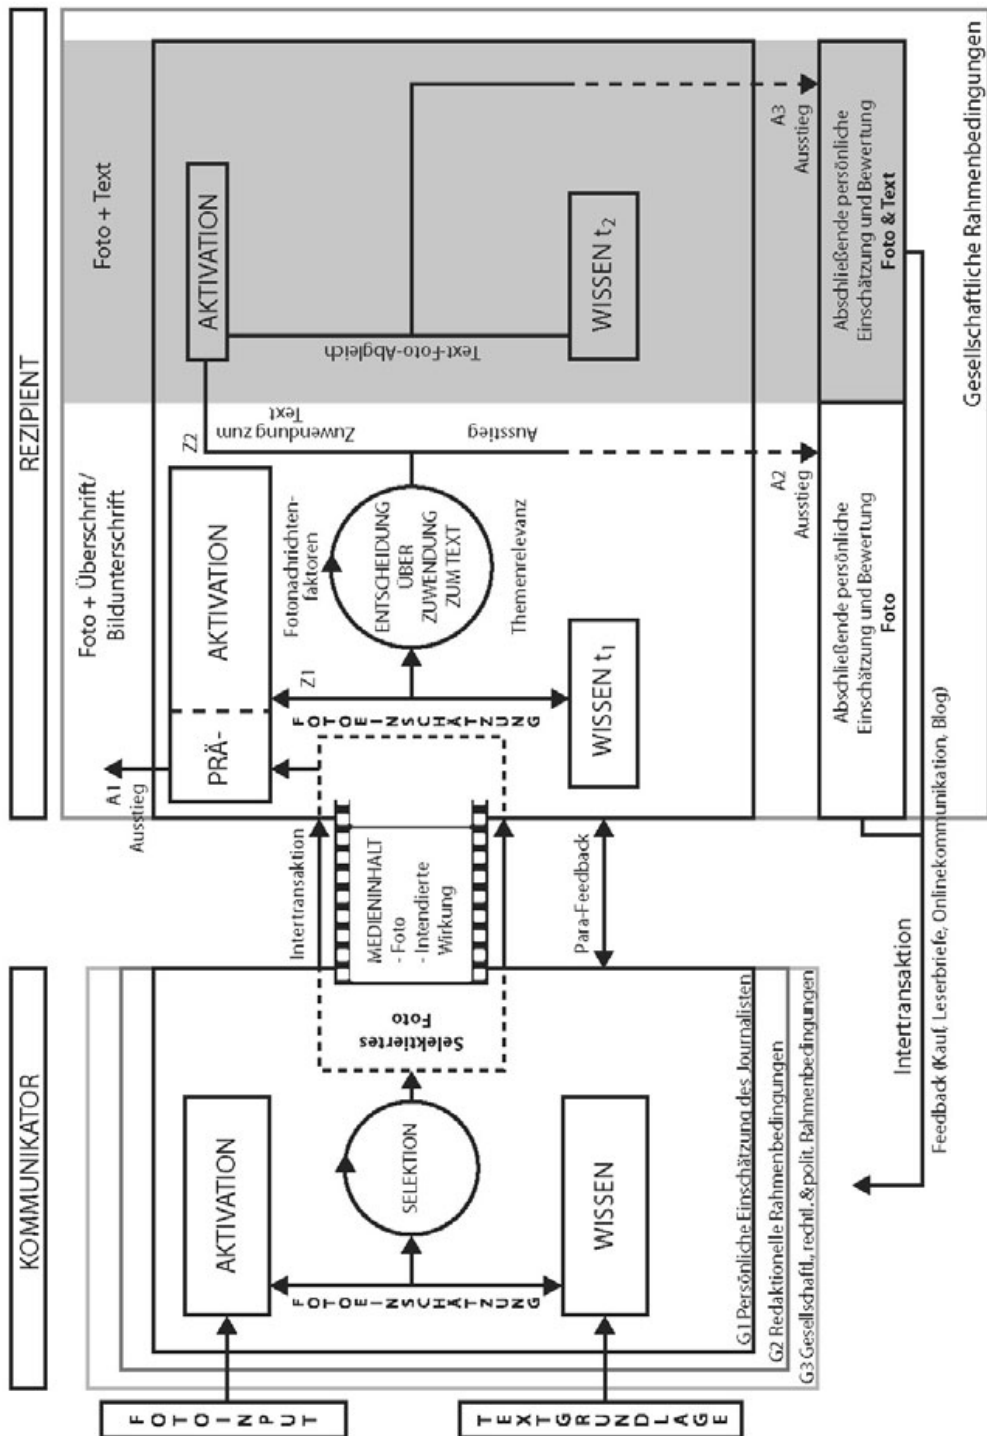 KOMMUNIKATOR
FOTOINPUT
TEXTGRUNDLAGE
AKTIVATION
FOTOEINSCHÄTZUNG
SELEKTION
WISSEN
Selektiertes
Foto
G1 Persönliche Einschätzung des Journalisten
G2 Redaktionelle Rahmenbedingungen
G3 Gesellschaftl., rechtl. & polit. Rahmenbedingungen
Intertransaktion
MEDIENINHALT
- Foto
- Intendierte
Wirkung
Para-Feedback
REZIPIENT
Foto + Überschrift/
Bildunterschrift
A1
Ausstieg
PRÄ-
AKTIVATION
FOTOEINSCHÄTZUNG
Z1
WISSEN t1
Fotonachrichten-
faktoren
ENTSCHEIDUNG
ÜBER
ZUWENDUNG
ZUM TEXT
Themenrelevanz
Z2
Zuwendung zum
Text
Ausstieg
A2
Ausstieg
Foto + Text
AKTIVATION
Text-Foto-Abgleich
WISSEN t2
A3
Ausstieg
Abschließende persönliche
Einschätzung und Bewertung
Foto
Abschließende persönliche
Einschätzung und Bewertung
Foto & Text
Gesellschaftliche Rahmenbedingungen
Intertransaktion
Feedback (Kauf, Leserbriefe, Onlinekommunikation, Blog)